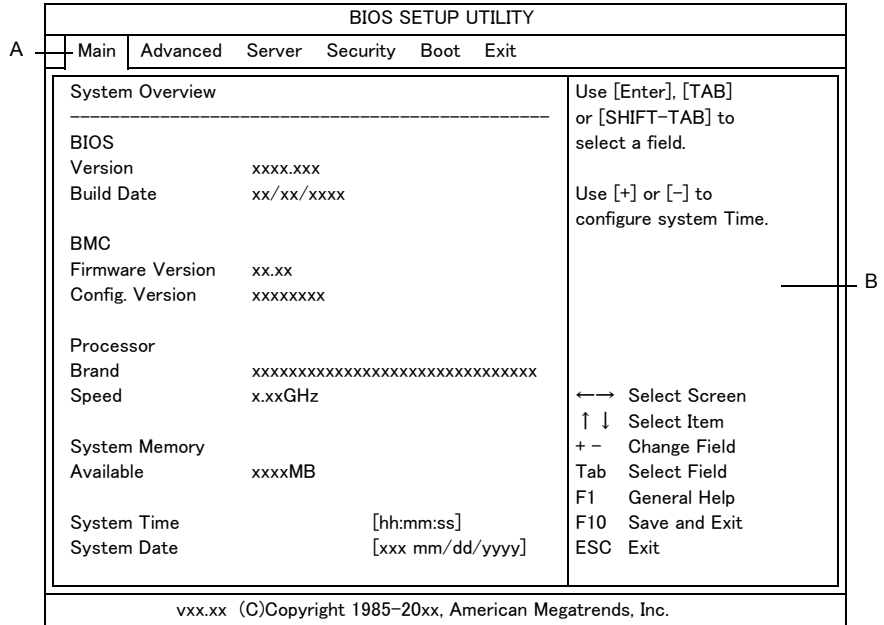 BIOS SETUP UTILITY
A
Main Advanced Server Security Boot Exit
System Overview
------------------------------------------------
BIOS
Version xxxx.xxx
Build Date xx/xx/xxxx
BMC
Firmware Version xx.xx
Config. Version xxxxxxxx
Processor
Brand xxxxxxxxxxxxxxxxxxxxxxxxxxxxxxx
Speed x.xxGHz
System Memory
Available xxxxMB
System Time [hh:mm:ss]
System Date [xxx mm/dd/yyyy]
Use [Enter], [TAB]
or [SHIFT-TAB] to
select a field.
Use [+] or [-] to
configure system Time.
B
←→ Select Screen
↑↓ Select Item
+ - Change Field
Tab Select Field
F1 General Help
F10 Save and Exit
ESC Exit
vxx.xx (C)Copyright 1985-20xx, American Megatrends, Inc.